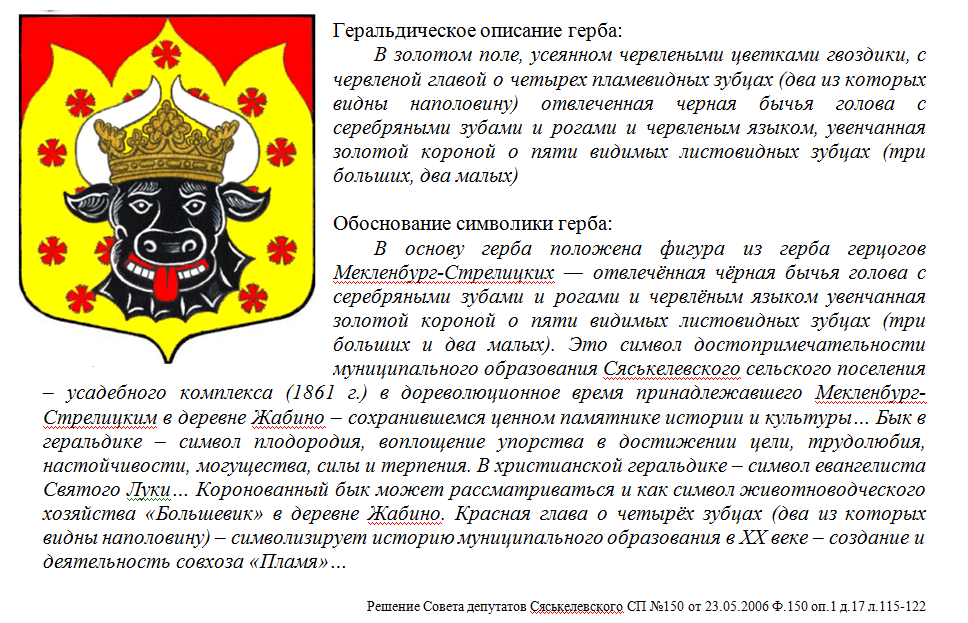 Геральдическое описание герба:
В золотом поле, усеянном червлеными цветками гвоздики, с
червленой главой о четырех пламевидных зубцах (два из которых
видны наполовину) отвлеченная черная бычья голова с
серебряными зубами и рогами и червленым языком, увенчанная
золотой короной о пяти видимых листовидных зубцах (три
больших, два малых)
Обоснование символики герба:
В основу герба положена фигура из герба герцогов
Мекленбург-Стрелицких — отвлечённая чёрная бычья голова с
серебряными зубами и рогами и червлёным языком увенчанная
золотой короной о пяти видимых листовидных зубцах (три
больших и два малых). Это символ достопримечательности
муниципального образования Сяськелевского сельского поселения
– усадебного комплекса (1861 г.) в дореволюционное время принадлежавшего Мекленбург-
Стрелицким в деревне Жабино – сохранившемся ценном памятнике истории и культуры… Бык в
геральдике – символ плодородия, воплощение упорства в достижении цели, трудолюбия,
настойчивости, могущества, силы и терпения. В христианской геральдике – символ евангелиста
Святого Луки… Коронованный бык может рассматриваться и как символ животноводческого
хозяйства «Большевик» в деревне Жабино. Красная глава о четырёх зубцах (два из которых
видны наполовину) – символизирует историю муниципального образования в XX веке – создание и
деятельность совхоза «Пламя»…
Решение Совета депутатов Сяськелевского СП №150 от 23.05.2006 Ф.150 оп.1 д.17 л.115-122